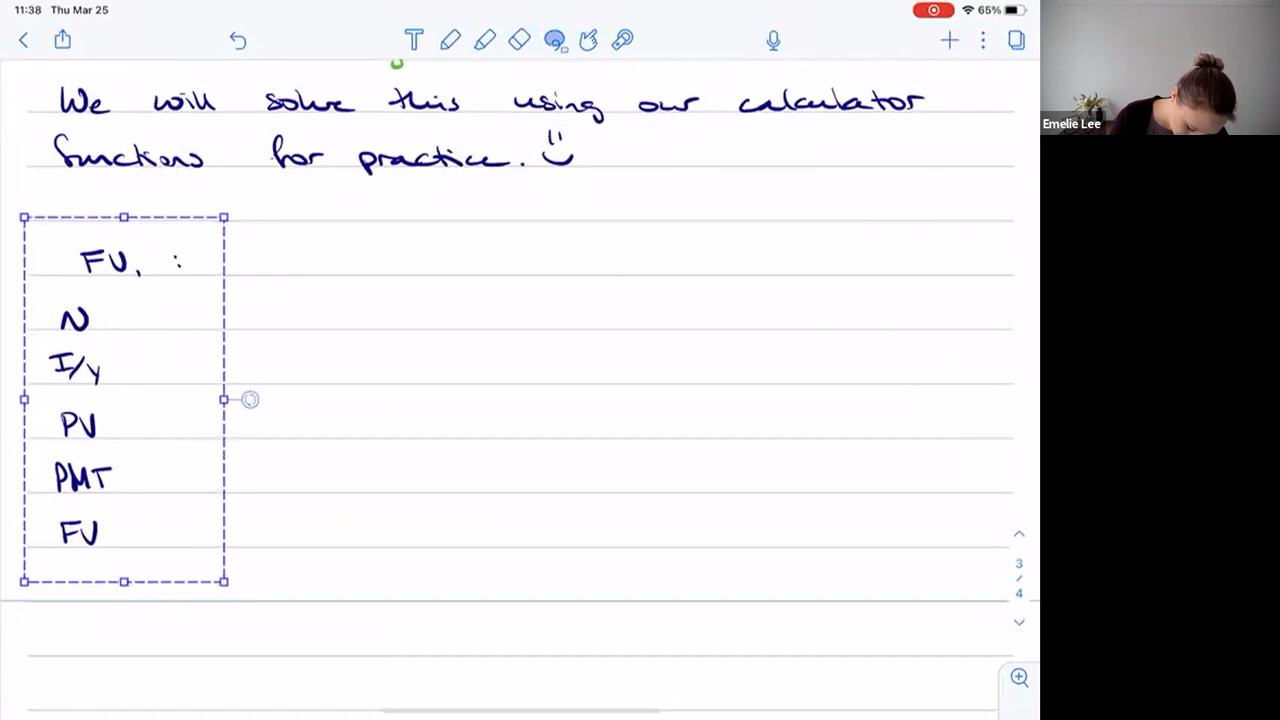 11:38 Thu Mar 25
65%
T
We will solve this using our calculator
functions for practice.
Emelie Lee
FV, :
N
I/Y
PV
PMT
FV
3
/
4